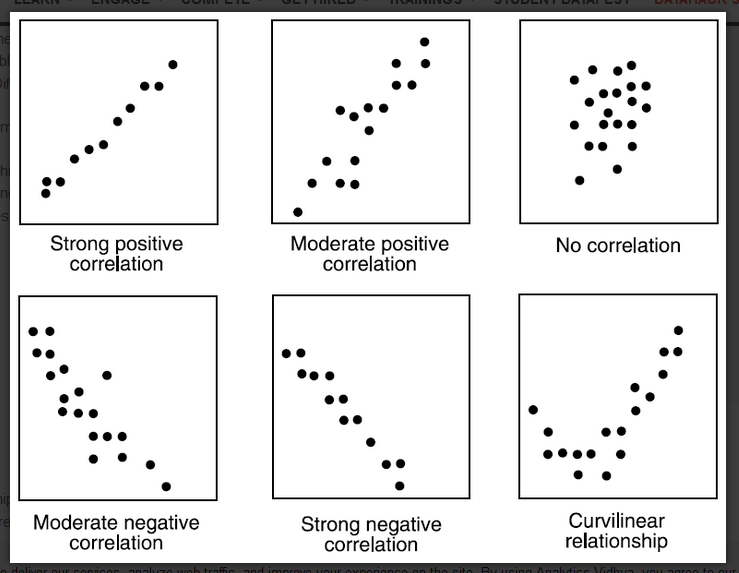 Strong positive
correlation
Moderate positive
correlation
No correlation
Moderate negative
correlation
Strong negative
correlation
Curvilinear
relationship